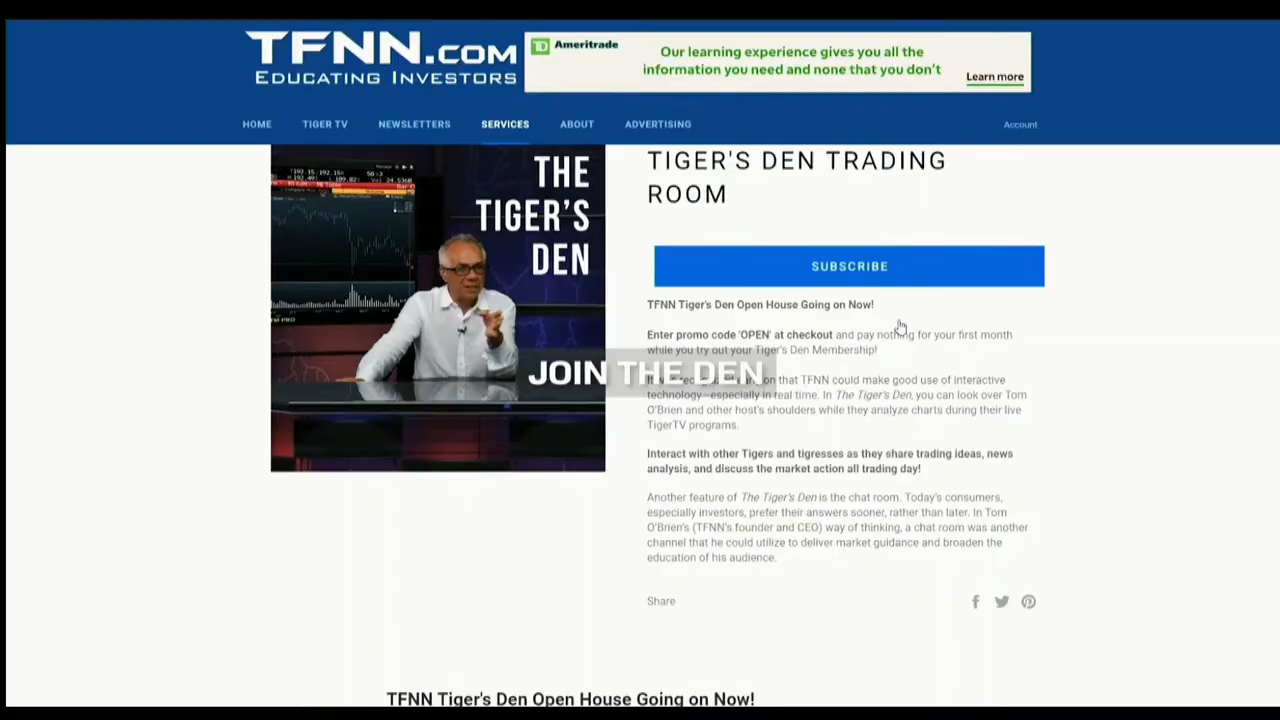 TFNN.COM
EDUCATING INVESTORS
Ameritrade
Our learning experience gives you all the
information you need and none that you don't
Learn more
HOME
TIGER TV
NEWSLETTERS
SERVICES
ABOUT
ADVERTISING
Account
THE
TIGER'S
DEN
TIGER'S DEN TRADING
ROOM
SUBSCRIBE
TFNN Tiger's Den Open House Going on Now!
Enter promo code 'OPEN' at checkout and pay nothing for your first month
while you try out your Tiger's Den Membership!
JOIN THE DEN
on that TFNN could make good use of interactive
technology—especially in real time. In The Tiger's Den, you can look over Tom
O'Brien and other host's shoulders while they analyze charts during their live
TigerTV programs.
Interact with other Tigers and tigresses as they share trading ideas, news
analysis, and discuss the market action all trading day!
Another feature of The Tiger's Den is the chat room. Today's consumers,
especially investors, prefer their answers sooner, rather than later. In Tom
O'Brien's (TFNN's founder and CEO) way of thinking, a chat room was another
channel that he could utilize to deliver market guidance and broaden the
education of his audience.
Share
TFNN Tiger's Den Open House Going on Now!